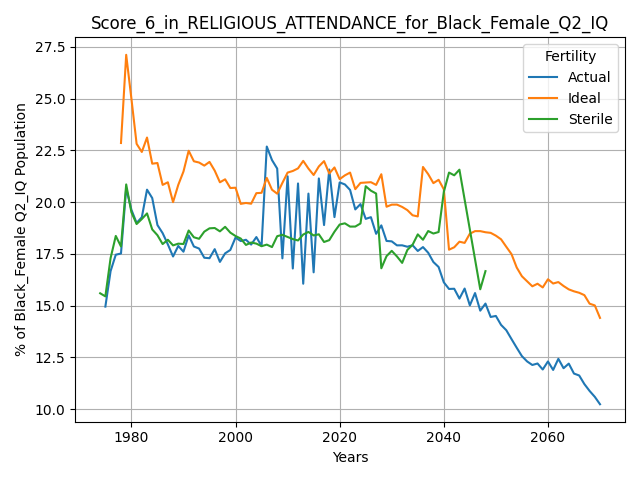 Score_6_in_RELIGIOUS_ATTENDANCE_for_Black_Female_Q2_IQ
% of Black_Female Q2_IQ Population
27.5
25.0
22.5
20.0
17.5
15.0
12.5
10.0
Fertility
Actual
Ideal
Sterile
1980
2000
2020
2040
2060
Years